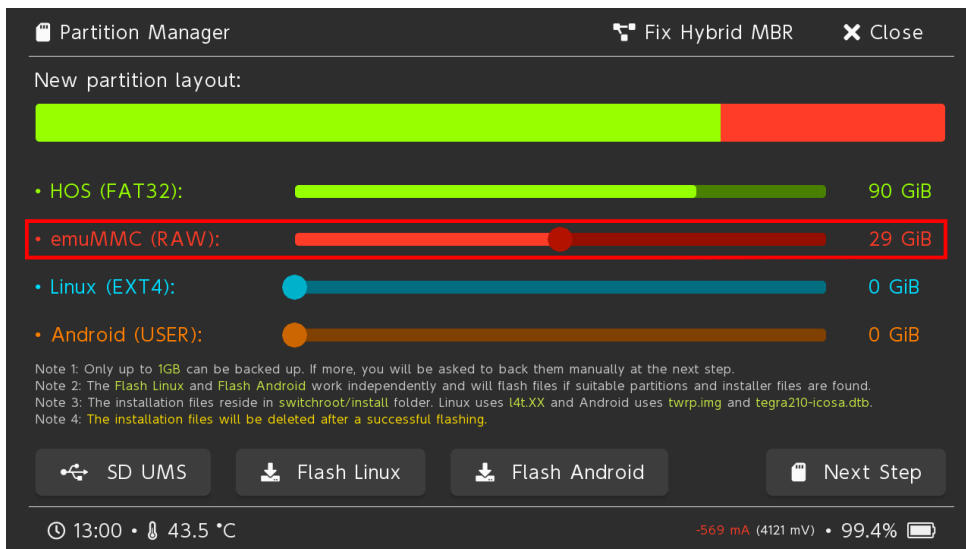 Partition Manager Fix Hybrid MBR Close
New partition layout:
• HOS (FAT32): 90 GiB
• emuMMC (RAW): 29 GiB
• Linux (EXT4): 0 GiB
• Android (USER): 0 GiB
Note 1: Only up to 1GB can be backed up. If more, you will be asked to back them manually at the next step.
Note 2: The Flash Linux and Flash Android work independently and will flash files if suitable partitions and installer files are found.
Note 3: The installation files reside in switchroot/install folder. Linux uses l4t.XX and Android uses twrp.img and tegra210-icosa.dtb.
Note 4: The installation files will be deleted after a successful flashing.
SD UMS Flash Linux Flash Android Next Step
13:00 • 43.5 °C -569 mA (4121 mV) • 99.4%